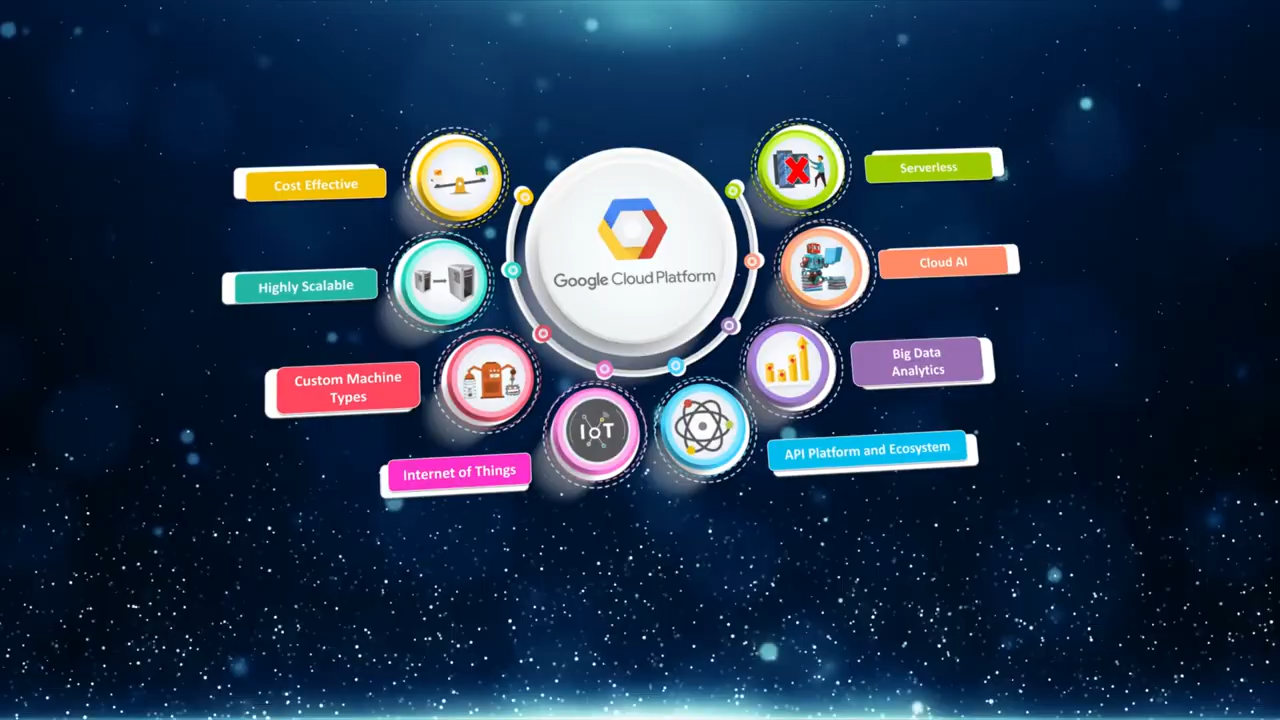 Cost Effective
Highly Scalable
Custom Machine
Types
Internet of Things
IoT
Google Cloud Platform
Serverless
Cloud AI
Big Data
Analytics
API Platform and Ecosystem